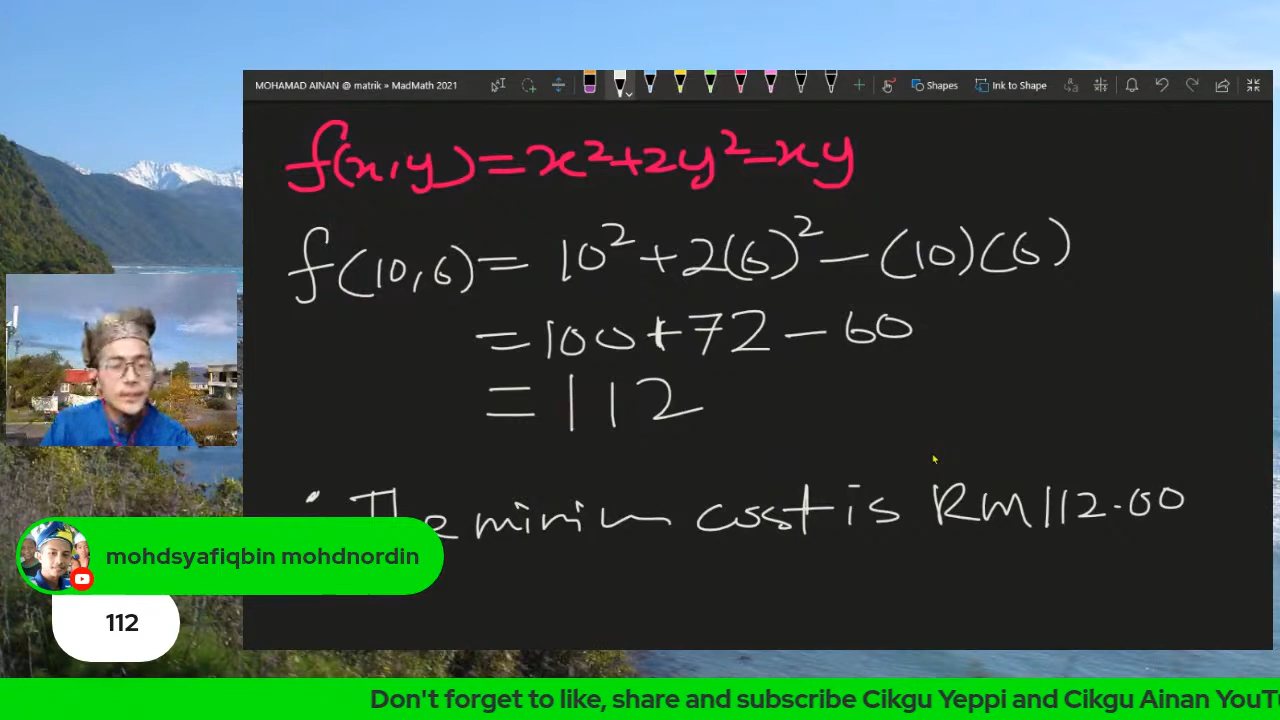 MOHAMAD AINAN @ matrik » MadMath 2021
Shapes
Ink to Shape
f(x,y)=x²+2y²-xy
f(10,6)= 10²+2(6)²-(10)(6)
=100+72-60
=112
The minim cost is RM112.00
mohdsyafiqbin mohdnordin
112
Don't forget to like, share and subscribe Cikgu Yeppi and Cikgu Ainan YouT